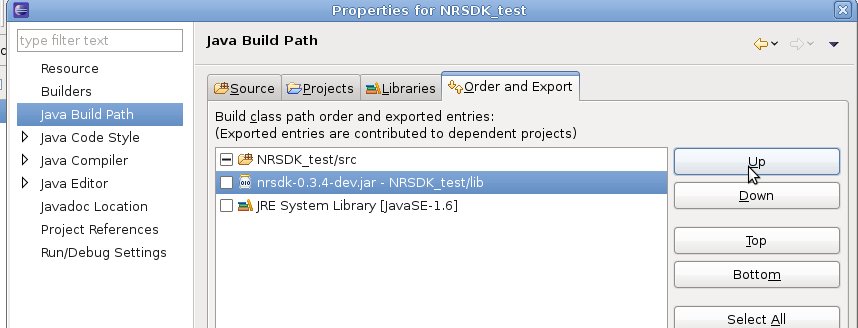 Properties for NRSDK_test
type filter text
Java Build Path
Resource
Builders
Java Build Path
Java Code Style
Java Compiler
Java Editor
Javadoc Location
Project References
Run/Debug Settings
Source
Projects
Libraries
Order and Export
Build class path order and exported entries:
(Exported entries are contributed to dependent projects)
NRSDK_test/src
nrsdk-0.3.4-dev.jar - NRSDK_test/lib
JRE System Library [JavaSE-1.6]
Up
Down
Top
Bottom
Select All